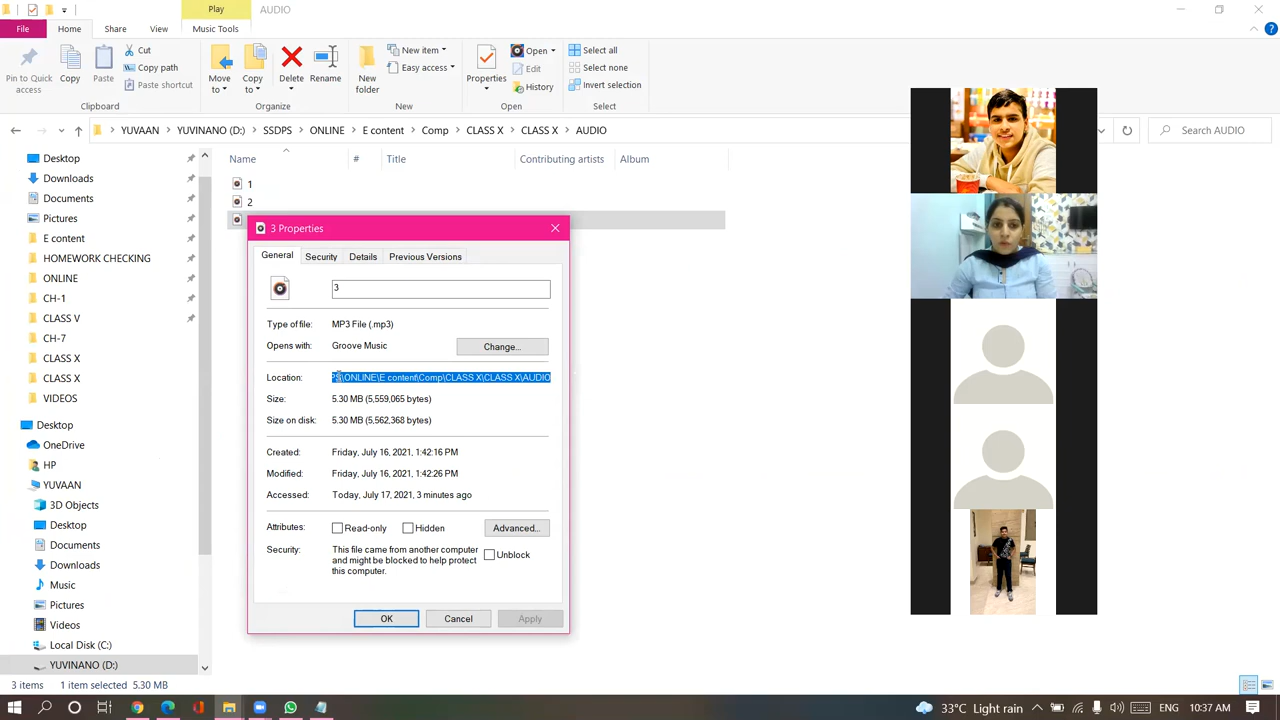 Play
AUDIO
File
Home
Share
View
Music Tools
Pin to Quick access
Copy
Paste
Cut
Copy path
Paste shortcut
Clipboard
Move to
Copy to
Delete
Rename
Organize
New folder
New item
Easy access
New
Properties
Open
Edit
History
Open
Select all
Select none
Invert selection
Select
YUVAAN > YUVINANO (D:) > SSDPS > ONLINE > E content > Comp > CLASS X > CLASS X > AUDIO
Search AUDIO
Name
#
Title
Contributing artists
Album
1
2
Desktop
Downloads
Documents
Pictures
E content
HOMEWORK CHECKING
ONLINE
CH-1
CLASS V
CH-7
CLASS X
CLASS X
VIDEOS
Desktop
OneDrive
HP
YUVAAN
3D Objects
Desktop
Documents
Downloads
Music
Pictures
Videos
Local Disk (C:)
YUVINANO (D:)
3 Properties
General
Security
Details
Previous Versions
3
Type of file: MP3 File (.mp3)
Opens with: Groove Music
Change...
Location: \ONLINE\E content\Comp\CLASS X\CLASS X\AUDIO
Size: 5.30 MB (5,559,065 bytes)
Size on disk: 5.30 MB (5,562,368 bytes)
Created: Friday, July 16, 2021, 1:42:16 PM
Modified: Friday, July 16, 2021, 1:42:26 PM
Accessed: Today, July 17, 2021, 3 minutes ago
Attributes: Read-only Hidden Advanced...
Security: This file came from another computer
and might be blocked to help protect
this computer.
Unblock
OK
Cancel
Apply
3 items
1 item selected 5.30 MB
33°C Light rain
ENG
10:37 AM